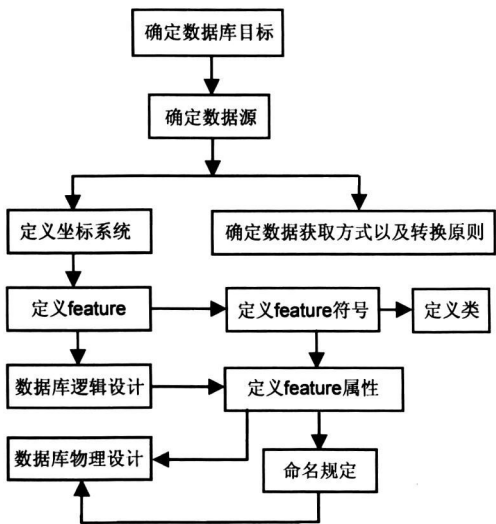 确定数据库目标
确定数据源
定义坐标系统
确定数据获取方式以及转换原则
定义feature
定义feature符号
定义类
数据库逻辑设计
定义feature属性
数据库物理设计
命名规定